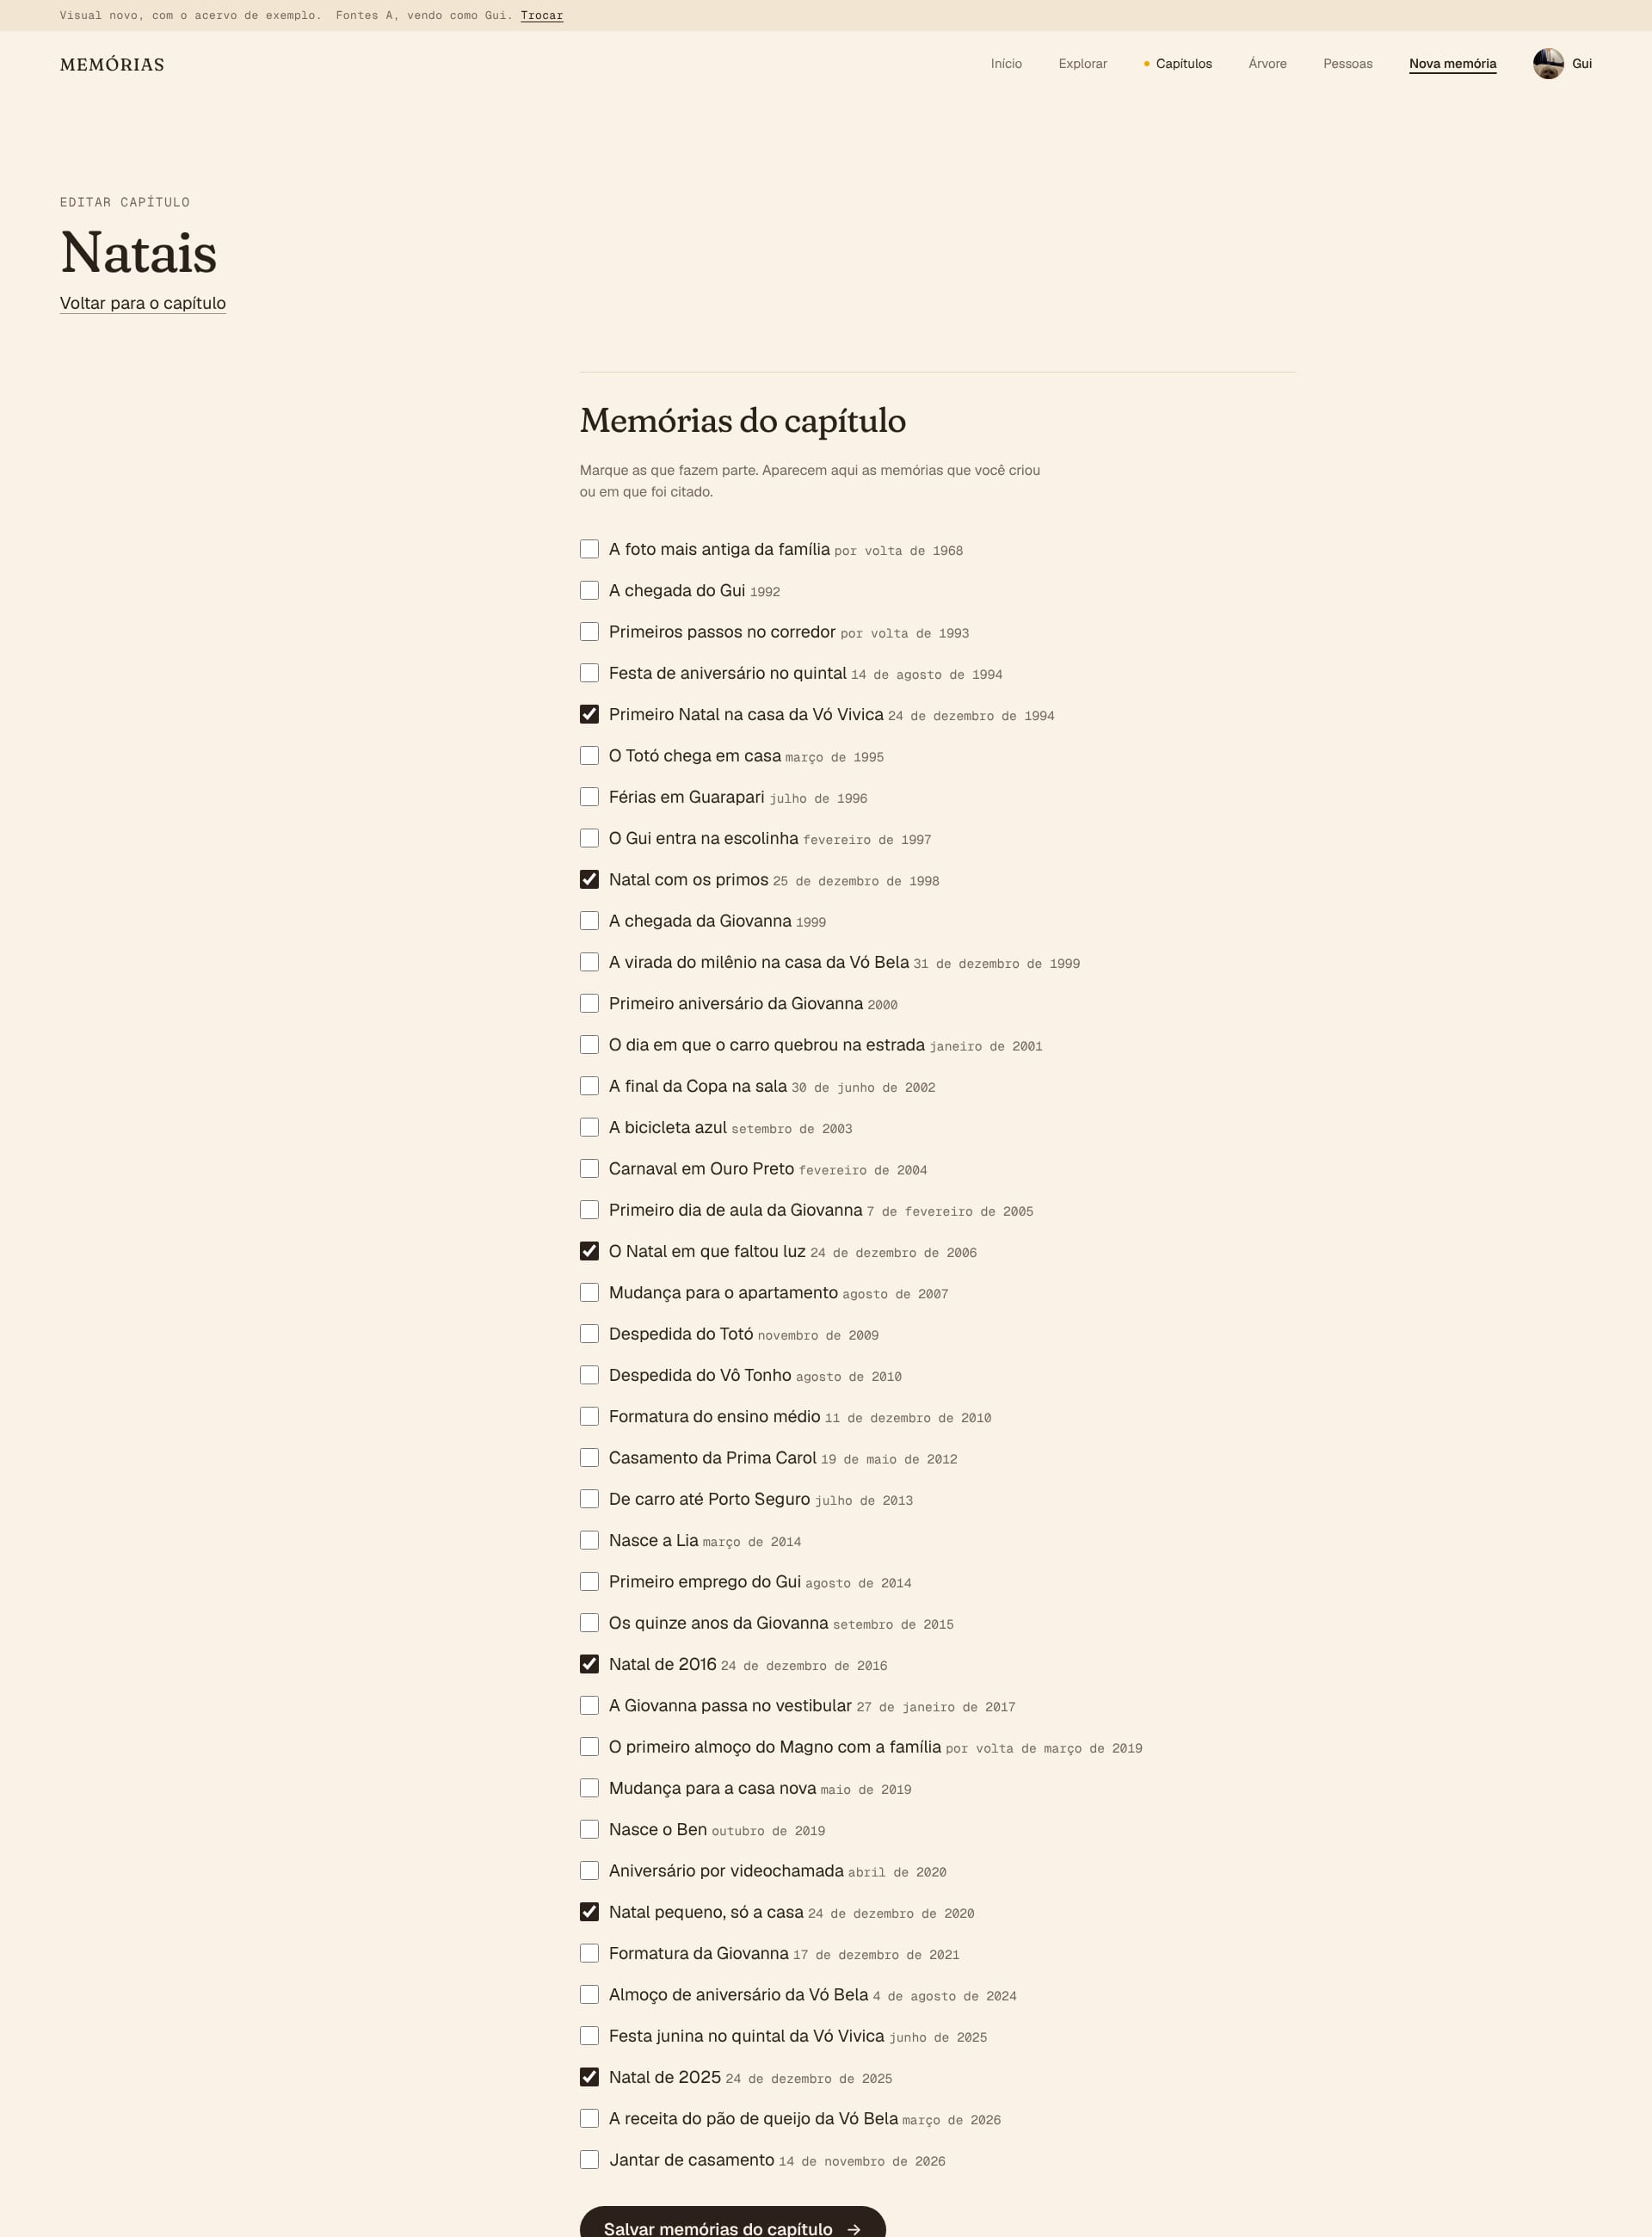 Visual novo, com o acervo de exemplo. Fontes A, vendo como Gui. Trocar
MEMÓRIAS
Início Explorar Capítulos Árvore Pessoas Nova memória Gui
EDITAR CAPÍTULO
Natais
Voltar para o capítulo
Memórias do capítulo
Marque as que fazem parte. Aparecem aqui as memórias que você criou
ou em que foi citado.
A foto mais antiga da família por volta de 1968
A chegada do Gui 1992
Primeiros passos no corredor por volta de 1993
Festa de aniversário no quintal 14 de agosto de 1994
Primeiro Natal na casa da Vó Vivica 24 de dezembro de 1994
O Totó chega em casa março de 1995
Férias em Guarapari julho de 1996
O Gui entra na escolinha fevereiro de 1997
Natal com os primos 25 de dezembro de 1998
A chegada da Giovanna 1999
A virada do milênio na casa da Vó Bela 31 de dezembro de 1999
Primeiro aniversário da Giovanna 2000
O dia em que o carro quebrou na estrada janeiro de 2001
A final da Copa na sala 30 de junho de 2002
A bicicleta azul setembro de 2003
Carnaval em Ouro Preto fevereiro de 2004
Primeiro dia de aula da Giovanna 7 de fevereiro de 2005
O Natal em que faltou luz 24 de dezembro de 2006
Mudança para o apartamento agosto de 2007
Despedida do Totó novembro de 2009
Despedida do Vô Tonho agosto de 2010
Formatura do ensino médio 11 de dezembro de 2010
Casamento da Prima Carol 19 de maio de 2012
De carro até Porto Seguro julho de 2013
Nasce a Lia março de 2014
Primeiro emprego do Gui agosto de 2014
Os quinze anos da Giovanna setembro de 2015
Natal de 2016 24 de dezembro de 2016
A Giovanna passa no vestibular 27 de janeiro de 2017
O primeiro almoço do Magno com a família por volta de março de 2019
Mudança para a casa nova maio de 2019
Nasce o Ben outubro de 2019
Aniversário por videochamada abril de 2020
Natal pequeno, só a casa 24 de dezembro de 2020
Formatura da Giovanna 17 de dezembro de 2021
Almoço de aniversário da Vó Bela 4 de agosto de 2024
Festa junina no quintal da Vó Vivica junho de 2025
Natal de 2025 24 de dezembro de 2025
A receita do pão de queijo da Vó Bela março de 2026
Jantar de casamento 14 de novembro de 2026
Salvar memórias do capítulo →